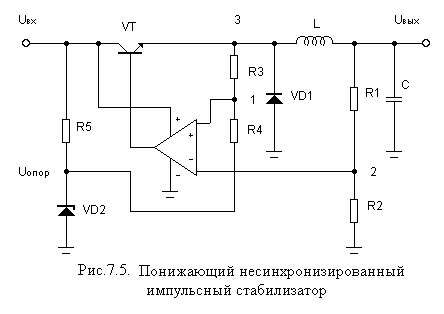 Uвх VT 3 L Uвых
R3
1 VD1 R1 C
R5 + + R4
- -
Uопор 2
VD2 R2
Рис.7.5. Понижающий несинхронизированный
импульсный стабилизатор